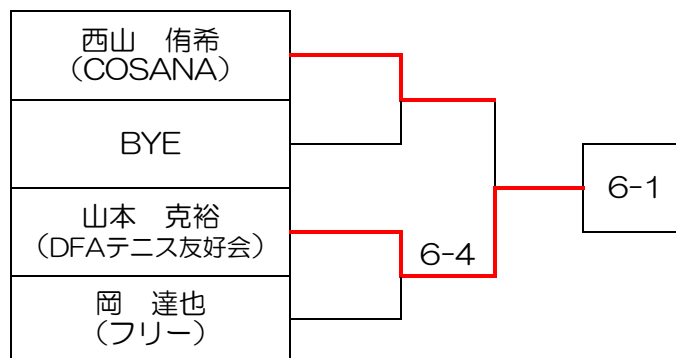 西山　侑希
（COSANA）
BYE
山本　克裕
（DFAテニス友好会）
岡　達也
（フリー）
6-4
6-1